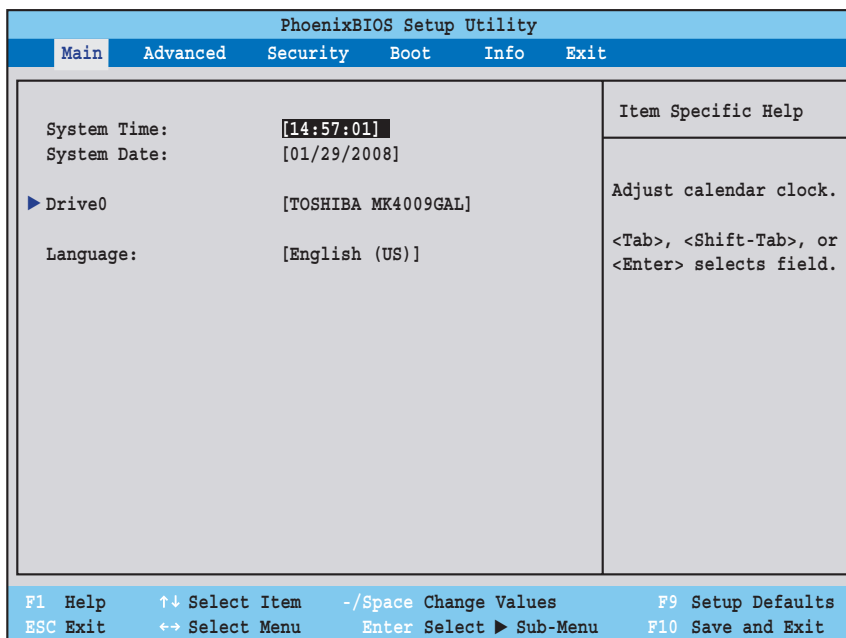 PhoenixBIOS Setup Utility
Main Advanced Security Boot Info Exit
System Time: [14:57:01]
System Date: [01/29/2008]
Drive0 [TOSHIBA MK4009GAL]
Language: [English (US)]
Item Specific Help
Adjust calendar clock.
<Tab>, <Shift-Tab>, or
<Enter> selects field.
F1 Help ↑↓ Select Item -/Space Change Values F9 Setup Defaults
ESC Exit ←→ Select Menu Enter Select ▶ Sub-Menu F10 Save and Exit